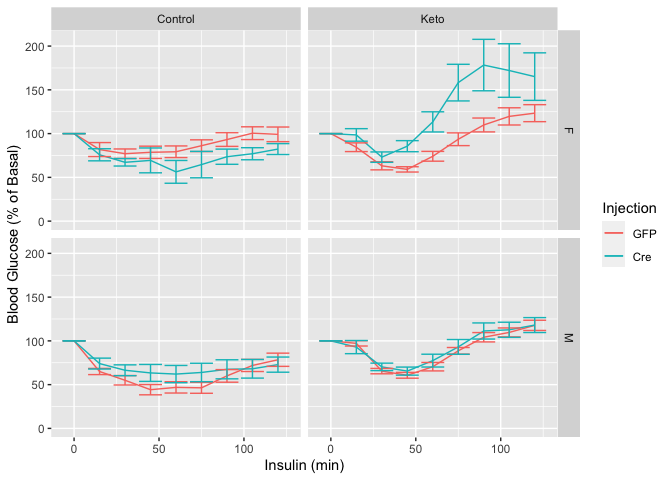 Control Keto
200
150
100
50
0
F
200
150
100
50
0
M
0 50 100 0 50 100
Insulin (min)
Blood Glucose (% of Basal)
Injection
GFP
Cre